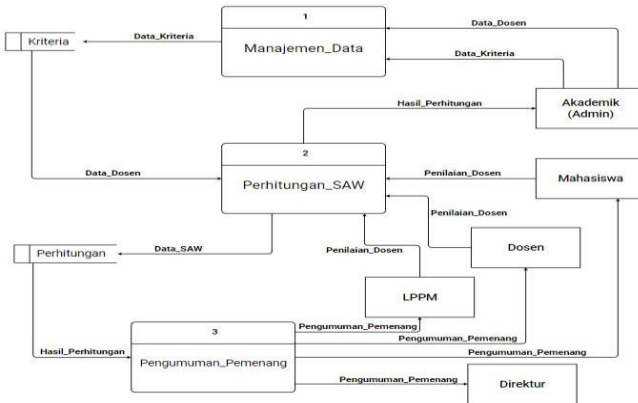 1
Manajemen_Data
Data_Dosen
Data_Kriteria
Kriteria
Data_Kriteria
Akademik
(Admin)
Hasil_Perhitungan
2
Perhitungan_SAW
Data_Dosen
Penilaian_Dosen
Mahasiswa
Penilaian_Dosen
Dosen
Perhitungan
Data_SAW
Penilaian_Dosen
LPPM
3
Pengumuman_Pemenang
Hasil_Perhitungan
Pengumuman_Pemenang
Pengumuman_Pemenang
Pengumuman_Pemenang
Pengumuman_Pemenang
Direktur